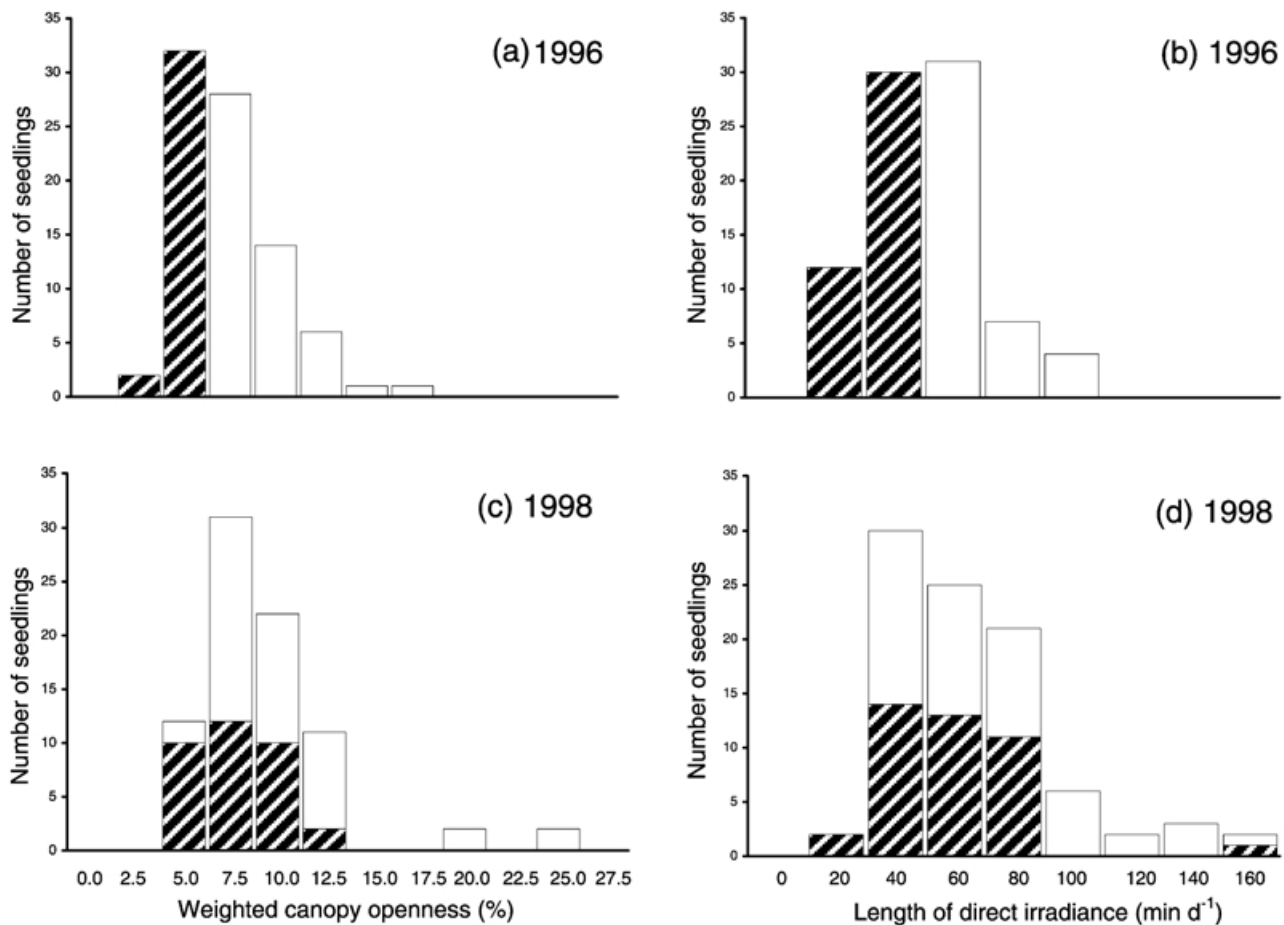 (a) 1996
Number of seedlings
35
30
25
20
15
10
5
0
(b) 1996
Number of seedlings
35
30
25
20
15
10
5
0
(c) 1998
Number of seedlings
35
30
25
20
15
10
5
0
0.0 2.5 5.0 7.5 10.0 12.5 15.0 17.5 20.0 22.5 25.0 27.5
Weighted canopy openness (%)
(d) 1998
Number of seedlings
35
30
25
20
15
10
5
0
0 20 40 60 80 100 120 140 160
Length of direct irradiance (min d⁻¹)